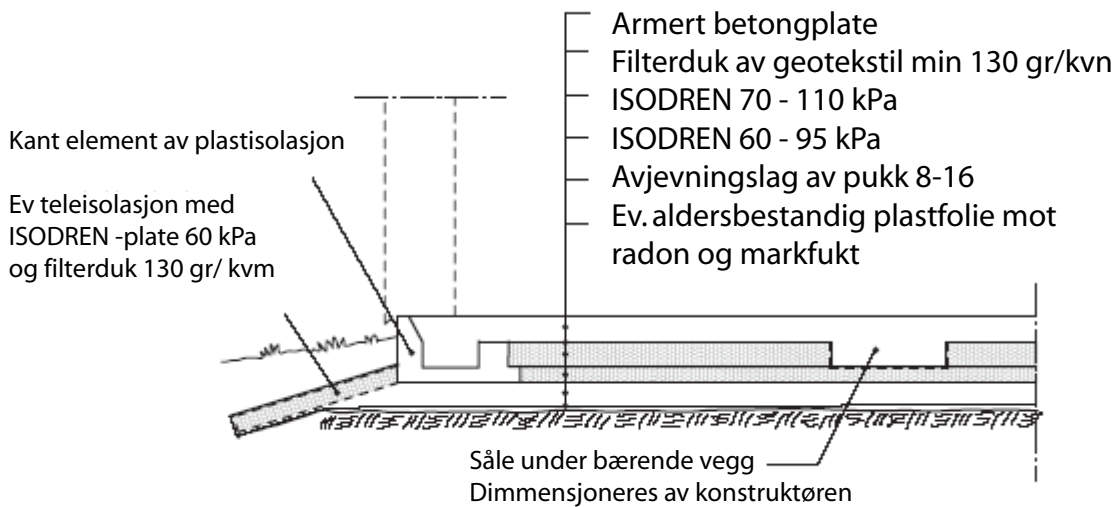 Armert betongplate
Filterduk av geotekstil min 130 gr/kvn
ISODREN 70 - 110 kPa
ISODREN 60 - 95 kPa
Avjevningslag av pukk 8-16
Ev. aldersbestandig plastfolie mot
radon og markfukt
Kant element av plastisolasjon
Ev teleisolasjon med
ISODREN -plate 60 kPa
og filterduk 130 gr/ kvm
Såle under bærende vegg
Dimmensjoneres av konstruktøren